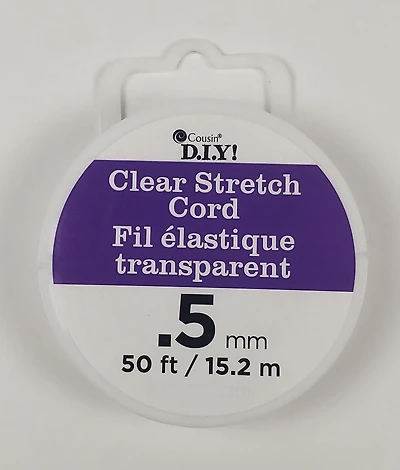 Cousin®
D.I.Y!
Clear Stretch
Cord
Fil élastique
transparent
.5 mm
50 ft / 15.2 m